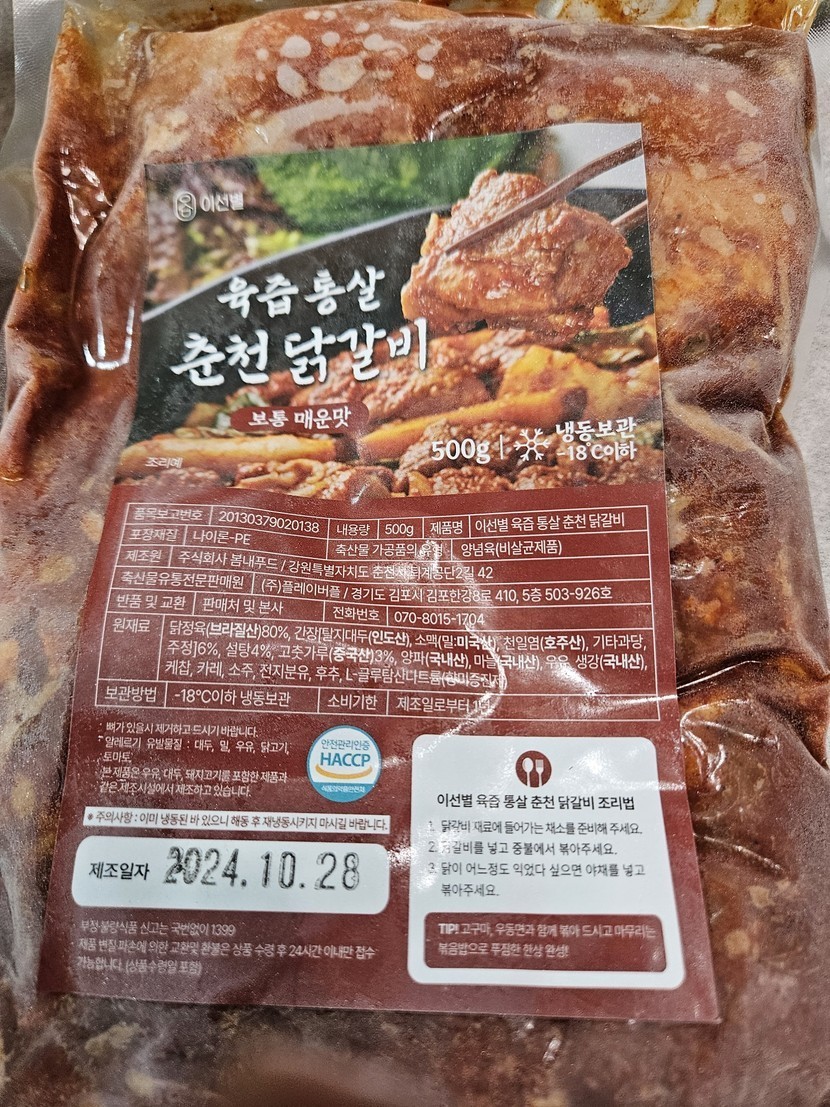 이선별
육즙 통살
춘천 닭갈비
보통 매운맛
조리예
500g | 냉동보관
-18℃이하
품목보고번호 20130379020138 내용량 500g 제품명 이선별 육즙 통살 춘천 닭갈비
포장재질 나이론-PE 축산물 가공품의 유형 양념육(비살균제품)
제조원 주식회사 봄내푸드 / 강원특별자치도 춘천시 퇴계공단2길 42
축산물유통전문판매원 (주)플레이버플 / 경기도 김포시 김포한강8로 410, 5층 503-926호
반품 및 교환 판매처 및 본사 전화번호 070-8015-1704
원재료 닭정육(브라질산)80%, 간장[탈지대두(인도산), 소맥(밀:미국산), 천일염(호주산), 기타과당,
주정]6%, 설탕4%, 고춧가루(중국산)3%, 양파(국내산), 마늘(국내산), 우유, 생강(국내산),
케찹, 카레, 소주, 전지분유, 후추, L-글루탐산나트륨(향미증진제)
보관방법 -18℃이하 냉동보관 소비기한 제조일로부터 1년
* 뼈가 있을시 제거하고 드시기 바랍니다.
* 알레르기 유발물질 : 대두, 밀, 우유, 닭고기,
토마토
* 본 제품은 우유, 대두, 돼지고기를 포함한 제품과
같은 제조시설에서 제조하고 있습니다.
안전관리인증
HACCP
식품의약품안전처
* 주의사항 : 이미 냉동된 바 있으니 해동 후 재냉동시키지 마시길 바랍니다.
제조일자 2024.10.28
부정·불량식품 신고는 국번없이 1399
제품 변질·파손에 의한 교환및 환불은 상품 수령 후 24시간 이내만 접수
가능합니다. (상품수령일 포함)
이선별 육즙 통살 춘천 닭갈비 조리법
1. 닭갈비 재료에 들어가는 채소를 준비해 주세요.
2. 닭갈비를 넣고 중불에서 볶아주세요.
3. 닭이 어느정도 익었다 싶으면 야채를 넣고
볶아주세요.
TIP! 고구마, 우동면과 함께 볶아 드시고 마무리는
볶음밥으로 푸짐한 한상 완성!